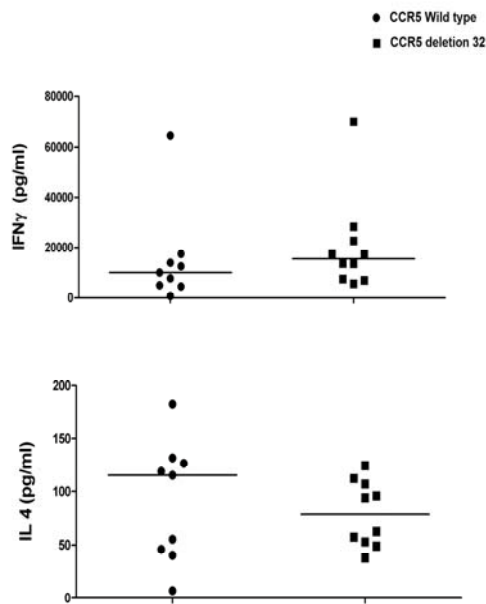 CCR5 Wild type
CCR5 deletion 32
80000
60000
40000
20000
0
IFNγ (pg/ml)
200
150
100
50
0
IL 4 (pg/ml)